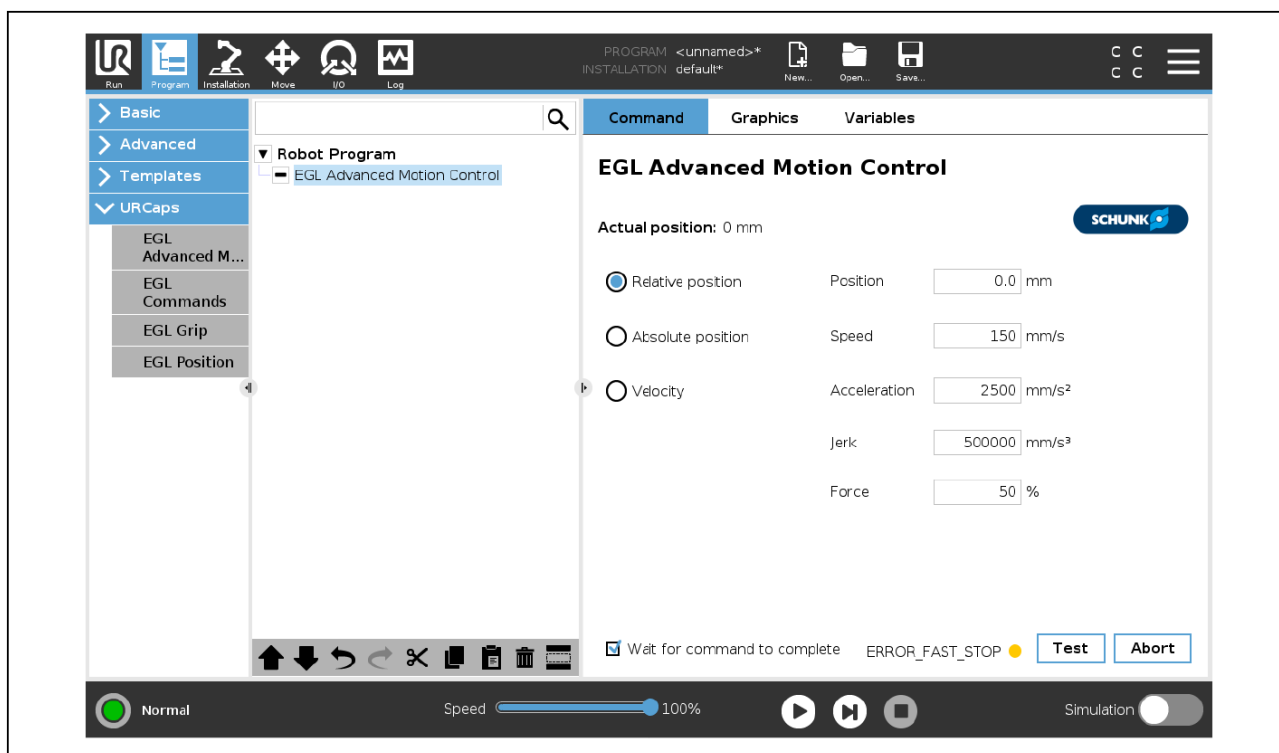 UR
PROGRAM <unnamed>*
INSTALLATION default*
Run Program Installation Move I/O Log New... Open... Save...
C C
C C
Basic
Advanced
Templates
URCaps
EGL
Advanced M...
EGL
Commands
EGL Grip
EGL Position
Robot Program
EGL Advanced Motion Control
Command Graphics Variables
EGL Advanced Motion Control
Actual position: 0 mm
SCHUNK
Relative position Position 0.0 mm
Absolute position Speed 150 mm/s
Velocity Acceleration 2500 mm/s²
Jerk 500000 mm/s³
Force 50 %
Wait for command to complete ERROR_FAST_STOP Test Abort
Normal Speed 100% Simulation